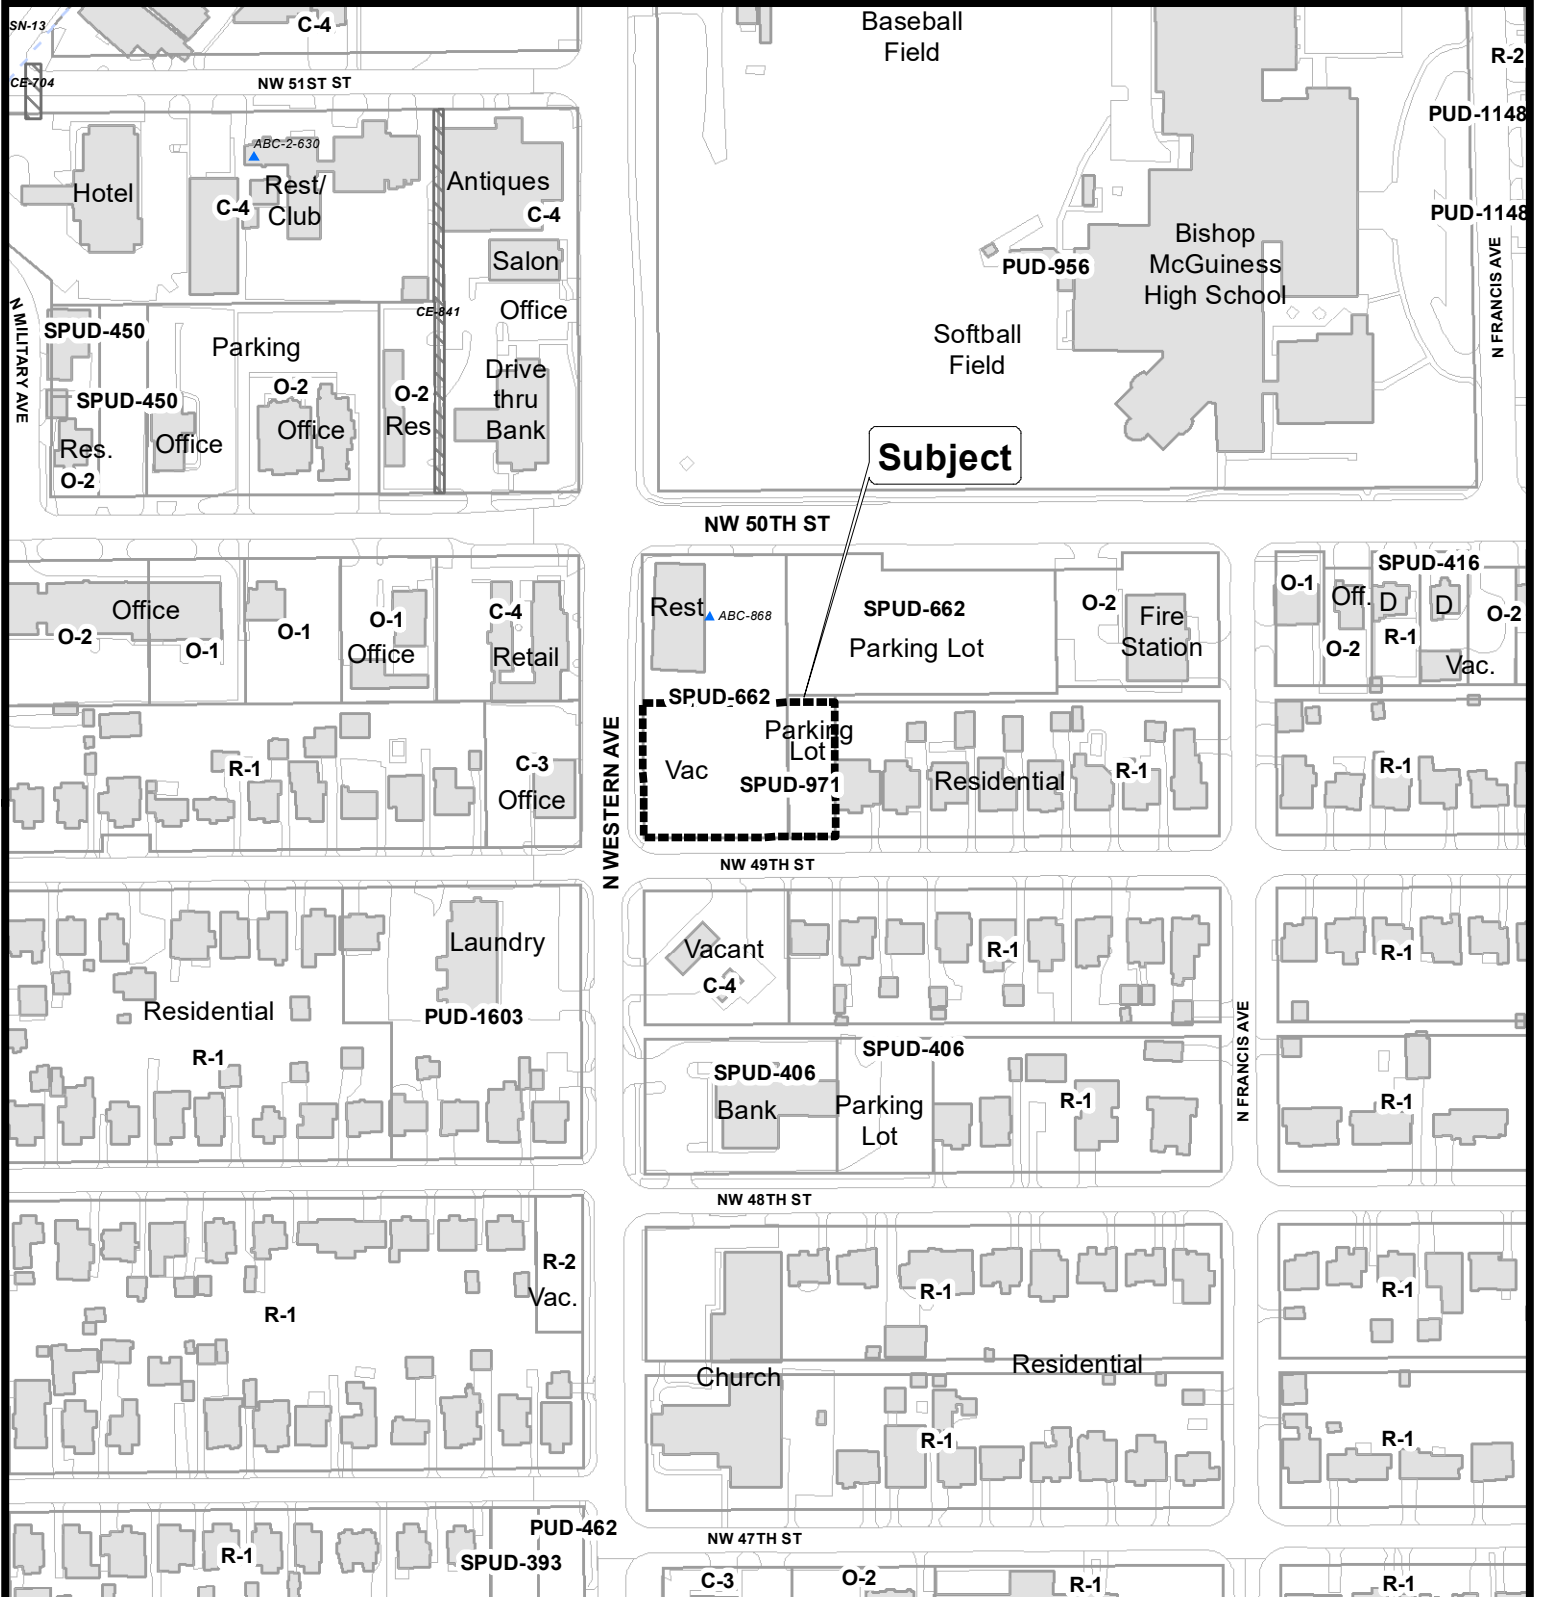 SN-13
C-4
Baseball
Field
R-2
CE-704
NW 51ST ST
PUD-1148
ABC-2-630
Hotel
Rest/
Club
C-4
Antiques
C-4
PUD-1148
Salon
Bishop
McGuiness
High School
PUD-956
N MILITARY AVE
SPUD-450
Parking
CE-841
Office
Softball
Field
N FRANCIS AVE
SPUD-450
O-2
O-2
Drive
thru
Bank
Res.
O-2
Office
Office
Res
Subject
NW 50TH ST
SPUD-416
Office
O-2
O-1
O-1
O-1
Office
C-4
Retail
Rest
ABC-868
SPUD-662
Parking Lot
O-2
Fire
Station
O-1
Off.
D
D
O-2
O-2
R-1
Vac.
SPUD-662
N WESTERN AVE
Parking
Lot
R-1
C-3
Office
Vac
SPUD-971
Residential
R-1
R-1
NW 49TH ST
Laundry
Vacant
C-4
R-1
R-1
Residential
PUD-1603
R-1
SPUD-406
SPUD-406
Bank
Parking
Lot
R-1
R-1
N FRANCIS AVE
NW 48TH ST
R-2
Vac.
R-1
R-1
R-1
Church
Residential
R-1
R-1
PUD-462
NW 47TH ST
R-1
SPUD-393
C-3
O-2
R-1
R-1